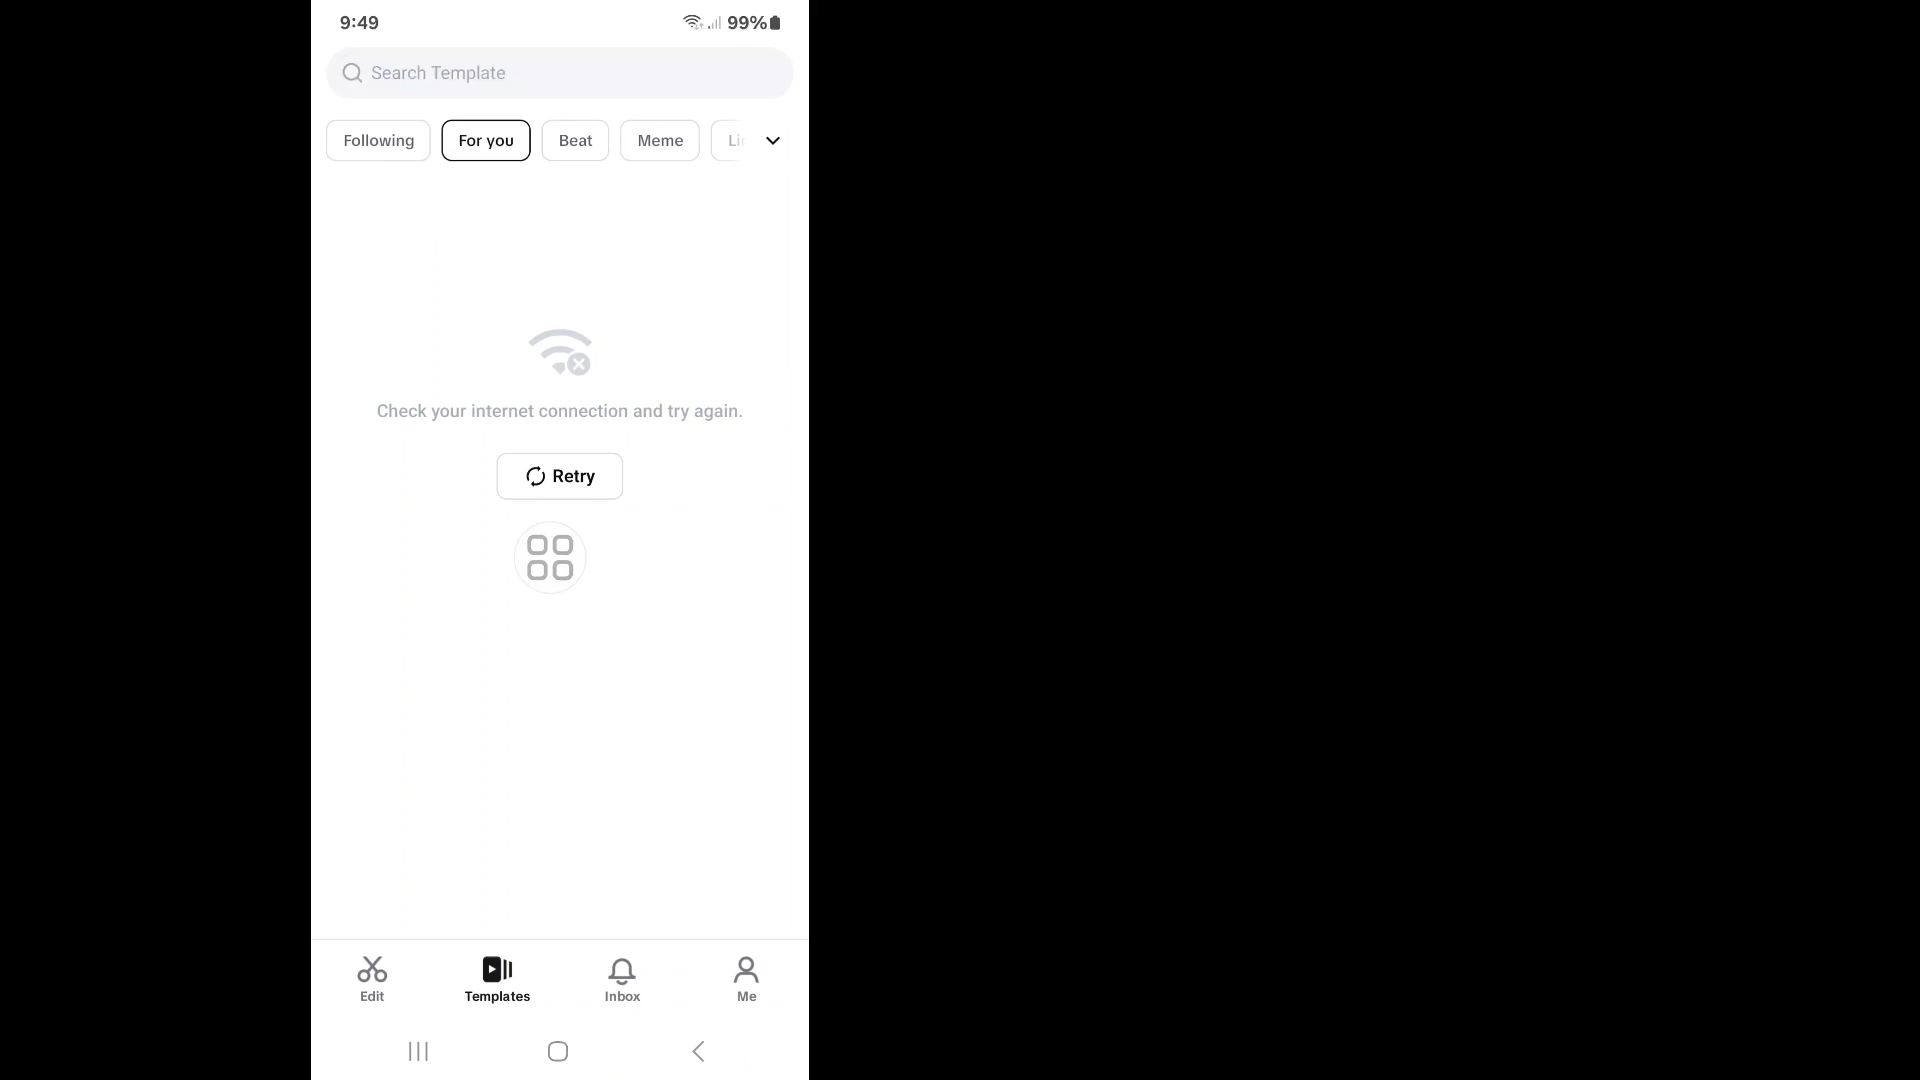 9:49
99%
Search Template
Following
For you
Beat
Meme
Check your internet connection and try again.
Retry
Edit
Templates
Inbox
Me